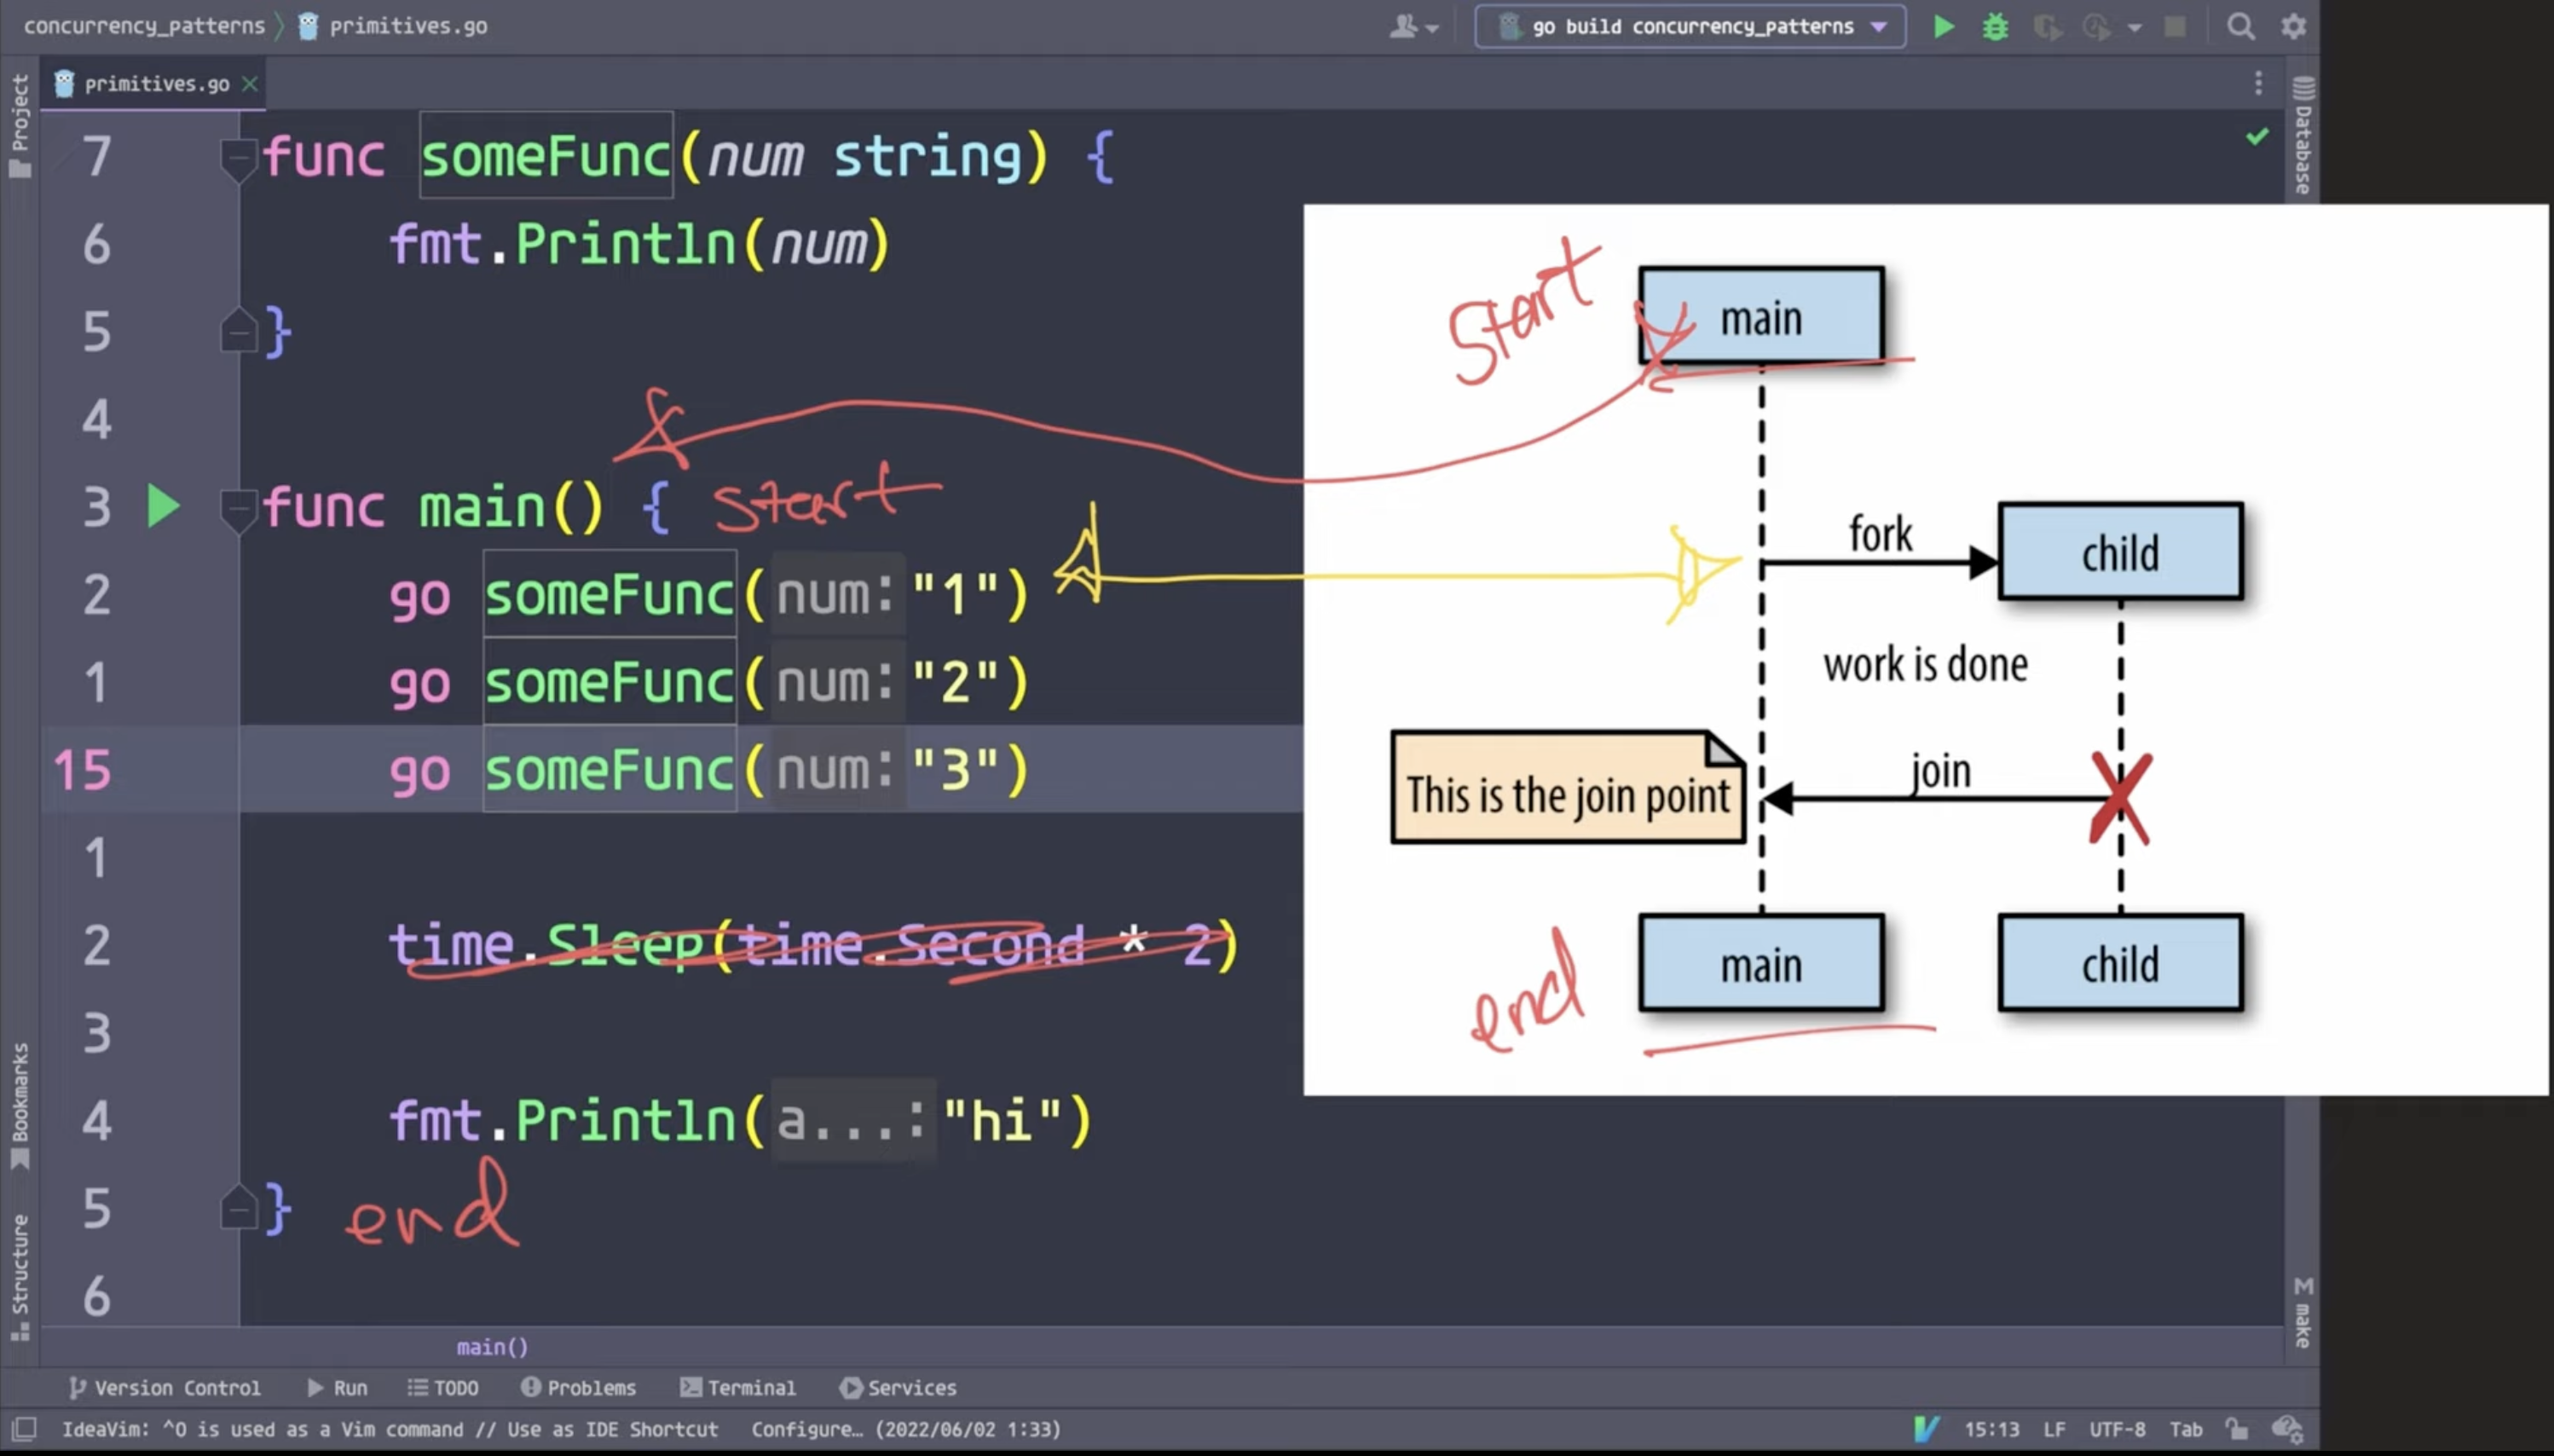 concurrency_patterns 〉 primitives.go
go build concurrency_patterns
primitives.go ×
Project
Database
7 func someFunc(num string) {
6 fmt.Println(num)
5 }
4
3 func main() { start
2 go someFunc(num: "1")
1 go someFunc(num: "2")
15 go someFunc(num: "3")
1
2 time.Sleep(time.Second * 2)
3
4 fmt.Println(a...: "hi")
5 } end
6
Start
main
fork
child
work is done
This is the join point
join
end
main
child
Bookmarks
Structure
make
main()
Version Control Run TODO Problems Terminal Services
IdeaVim: ^O is used as a Vim command // Use as IDE Shortcut Configure… (2022/06/02 1:33)
15:13 LF UTF-8 Tab